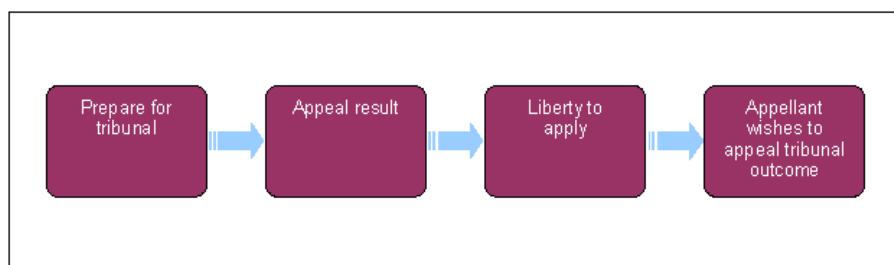 Prepare for
tribunal
Appeal result
Liberty to
apply
Appellant
wishes to
appeal tribunal
outcome